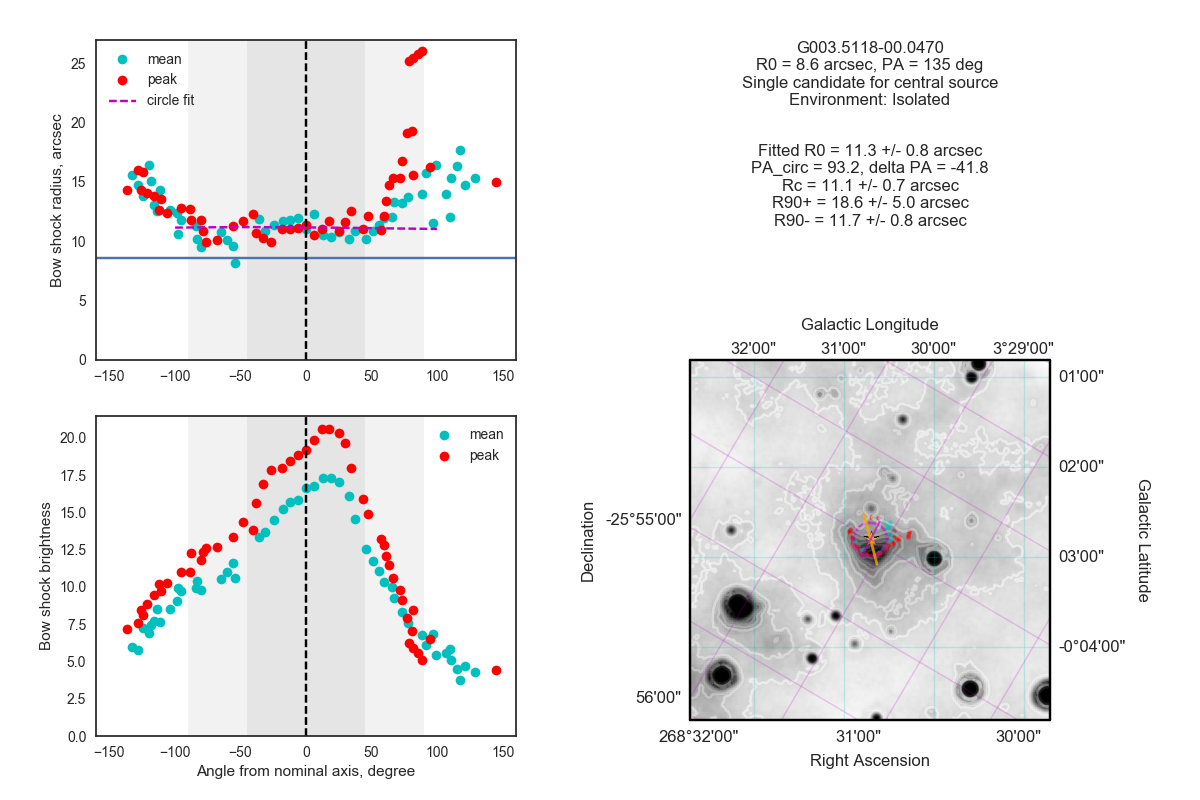 Bow shock radius, arcsec
25
20
15
10
5
0
mean
peak
circle fit
−150
−100
−50
0
50
100
150
G003.5118-00.0470
R0 = 8.6 arcsec, PA = 135 deg
Single candidate for central source
Environment: Isolated
Fitted R0 = 11.3 +/- 0.8 arcsec
PA_circ = 93.2, delta PA = -41.8
Rc = 11.1 +/- 0.7 arcsec
R90+ = 18.6 +/- 5.0 arcsec
R90- = 11.7 +/- 0.8 arcsec
Bow shock brightness
20.0
17.5
15.0
12.5
10.0
7.5
5.0
2.5
0.0
mean
peak
−150
−100
−50
0
50
100
150
Angle from nominal axis, degree
Galactic Longitude
32'00"
31'00"
30'00"
3°29'00"
01'00"
02'00"
03'00"
-0°04'00"
Galactic Latitude
Declination
-25°55'00"
56'00"
268°32'00"
31'00"
30'00"
Right Ascension